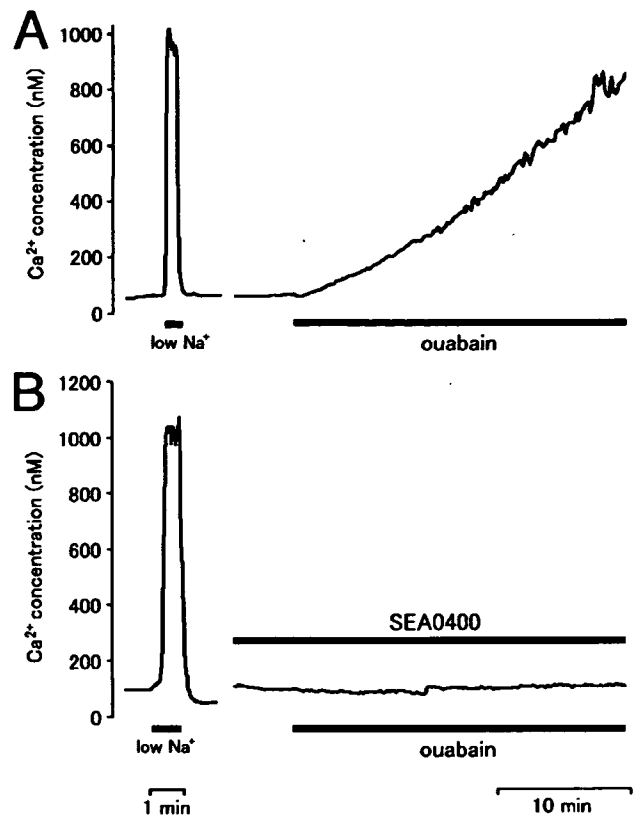 A
Ca²⁺ concentration (nM)
1000
800
600
400
200
0
low Na⁺
ouabain
B
Ca²⁺ concentration (nM)
1200
1000
800
600
400
200
0
SEA0400
low Na⁺
ouabain
1 min
10 min